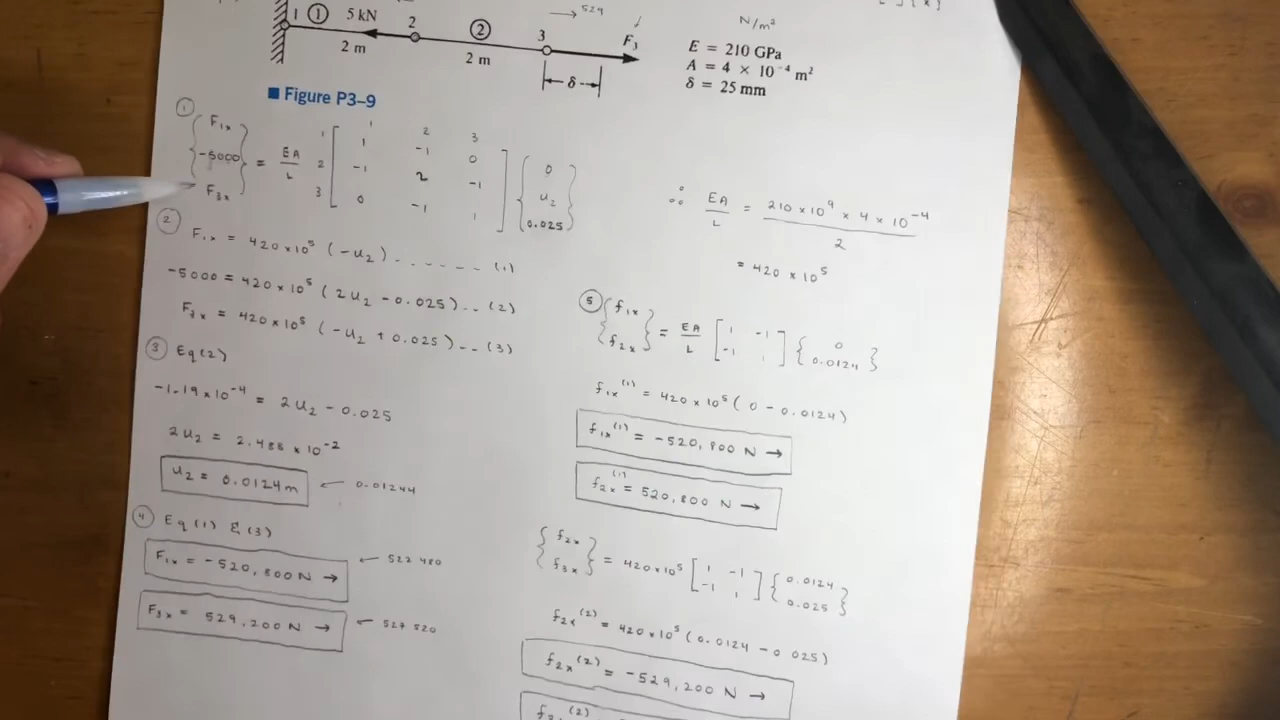 ] { x }
→ 529
1 ① 5 kN 2 ② 3 F₃
2 m 2 m
δ
N/m²
E = 210 GPa
A = 4 × 10⁻⁴ m²
δ = 25 mm
■ Figure P3–9
①
1 2 3
F₁ₓ 1 1 -1 0 0
-5000 = EA/L 2 -1 2 -1 u₂
F₃ₓ 3 0 -1 1 0.025
∴ EA/L = 210 x 10⁹ x 4 x 10⁻⁴ / 2
= 420 x 10⁵
②
F₁ₓ = 420 x 10⁵ (-u₂) . . . . . . (1)
-5000 = 420 x 10⁵ (2u₂ - 0.025) . . (2)
F₃ₓ = 420 x 10⁵ (-u₂ + 0.025) . . (3)
③ Eq (2)
-1.19 x 10⁻⁴ = 2u₂ - 0.025
2u₂ = 2.488 x 10⁻²
u₂ = 0.0124 m ← 0.01244
④ Eq (1) & (3)
F₁ₓ = -520,800 N → ← 522 480
F₃ₓ = 529,200 N → ← 527 520
⑤ { f₁ₓ f₂ₓ } = EA/L [ 1 -1 -1 1 ] { 0 0.0124 }
f₁ₓ⁽¹⁾ = 420 x 10⁵ (0 - 0.0124)
f₁ₓ⁽¹⁾ = -520,800 N →
f₂ₓ⁽¹⁾ = 520,800 N →
{ f₂ₓ f₃ₓ } = 420 x 10⁵ [ 1 -1 -1 1 ] { 0.0124 0.025 }
f₂ₓ⁽²⁾ = 420 x 10⁵ (0.0124 - 0.025)
f₂ₓ⁽²⁾ = -529,200 N →
(2)